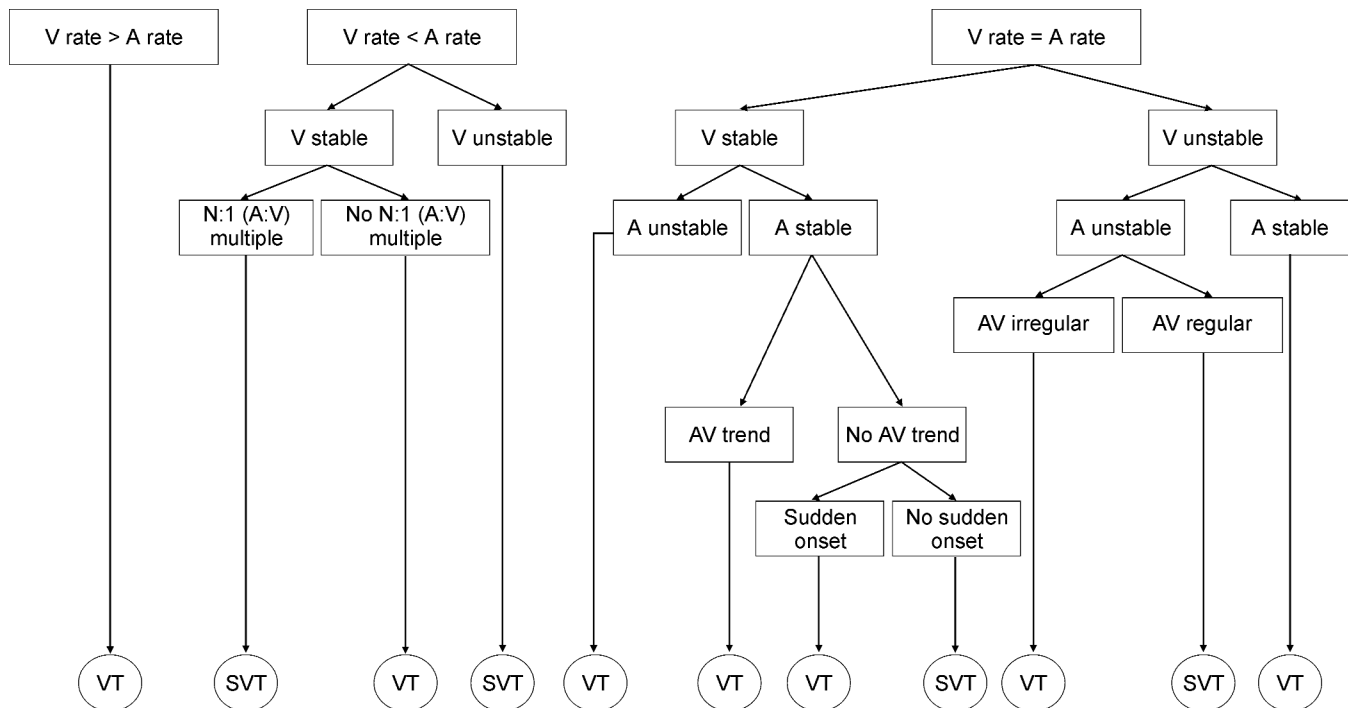 V rate > A rate
V rate < A rate
V rate = A rate
V stable
V unstable
V stable
V unstable
N:1 (A:V)
multiple
No N:1 (A:V)
multiple
A unstable
A stable
A unstable
A stable
AV irregular
AV regular
AV trend
No AV trend
Sudden
onset
No sudden
onset
VT
SVT
VT
SVT
VT
VT
VT
SVT
VT
SVT
VT